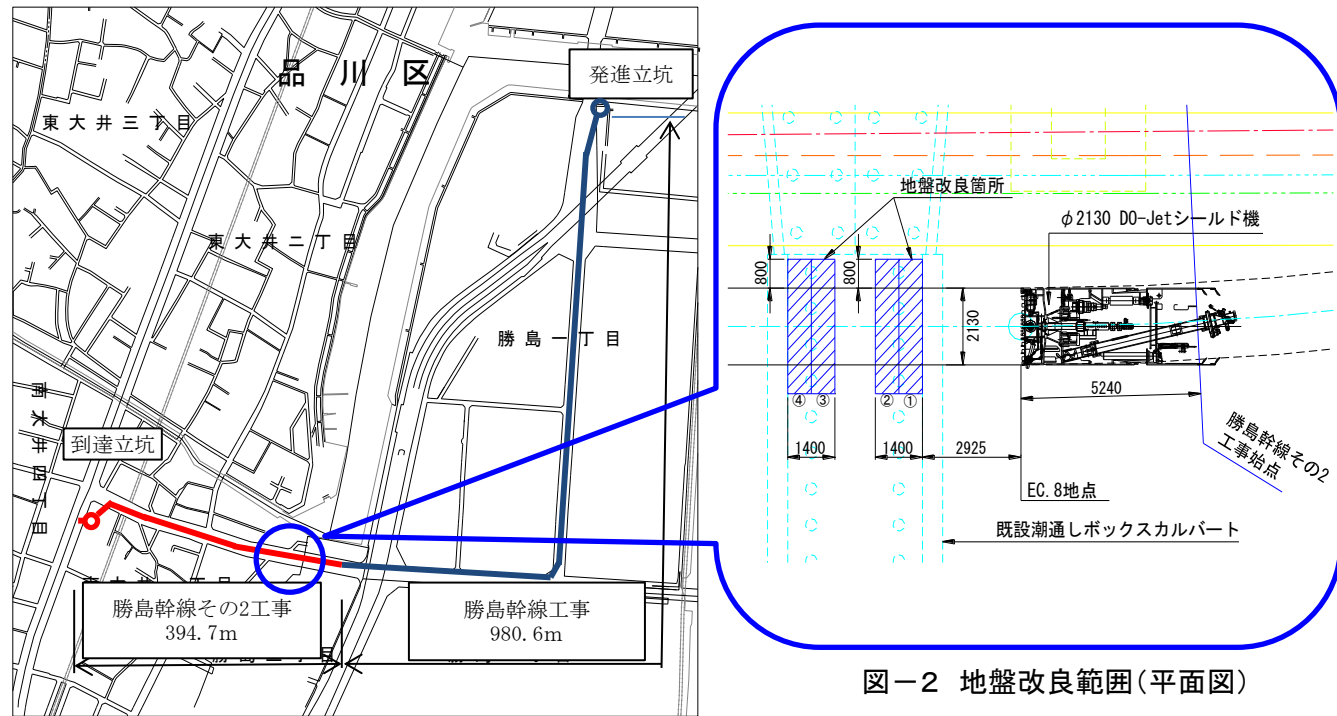 品川区
発進立坑
東大井三丁目
東大井二丁目
勝島一丁目
南大井四丁目
到達立坑
勝島幹線その2工事
394.7m
勝島幹線工事
980.6m
地盤改良箇所
φ2130 DO-Jetシールド機
800
800
2130
④ ③ ② ①
5240
1400
1400
2925
勝島幹線その2
工事始点
EC.8地点
既設潮通しボックスカルバート
図－2 地盤改良範囲(平面図)